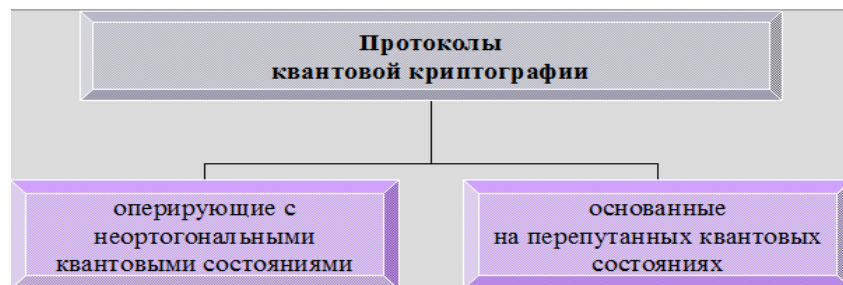 Протоколы
квантовой криптографии
оперирующие с
неортогональными
квантовыми состояниями
основанные
на перепутанных квантовых
состояниях